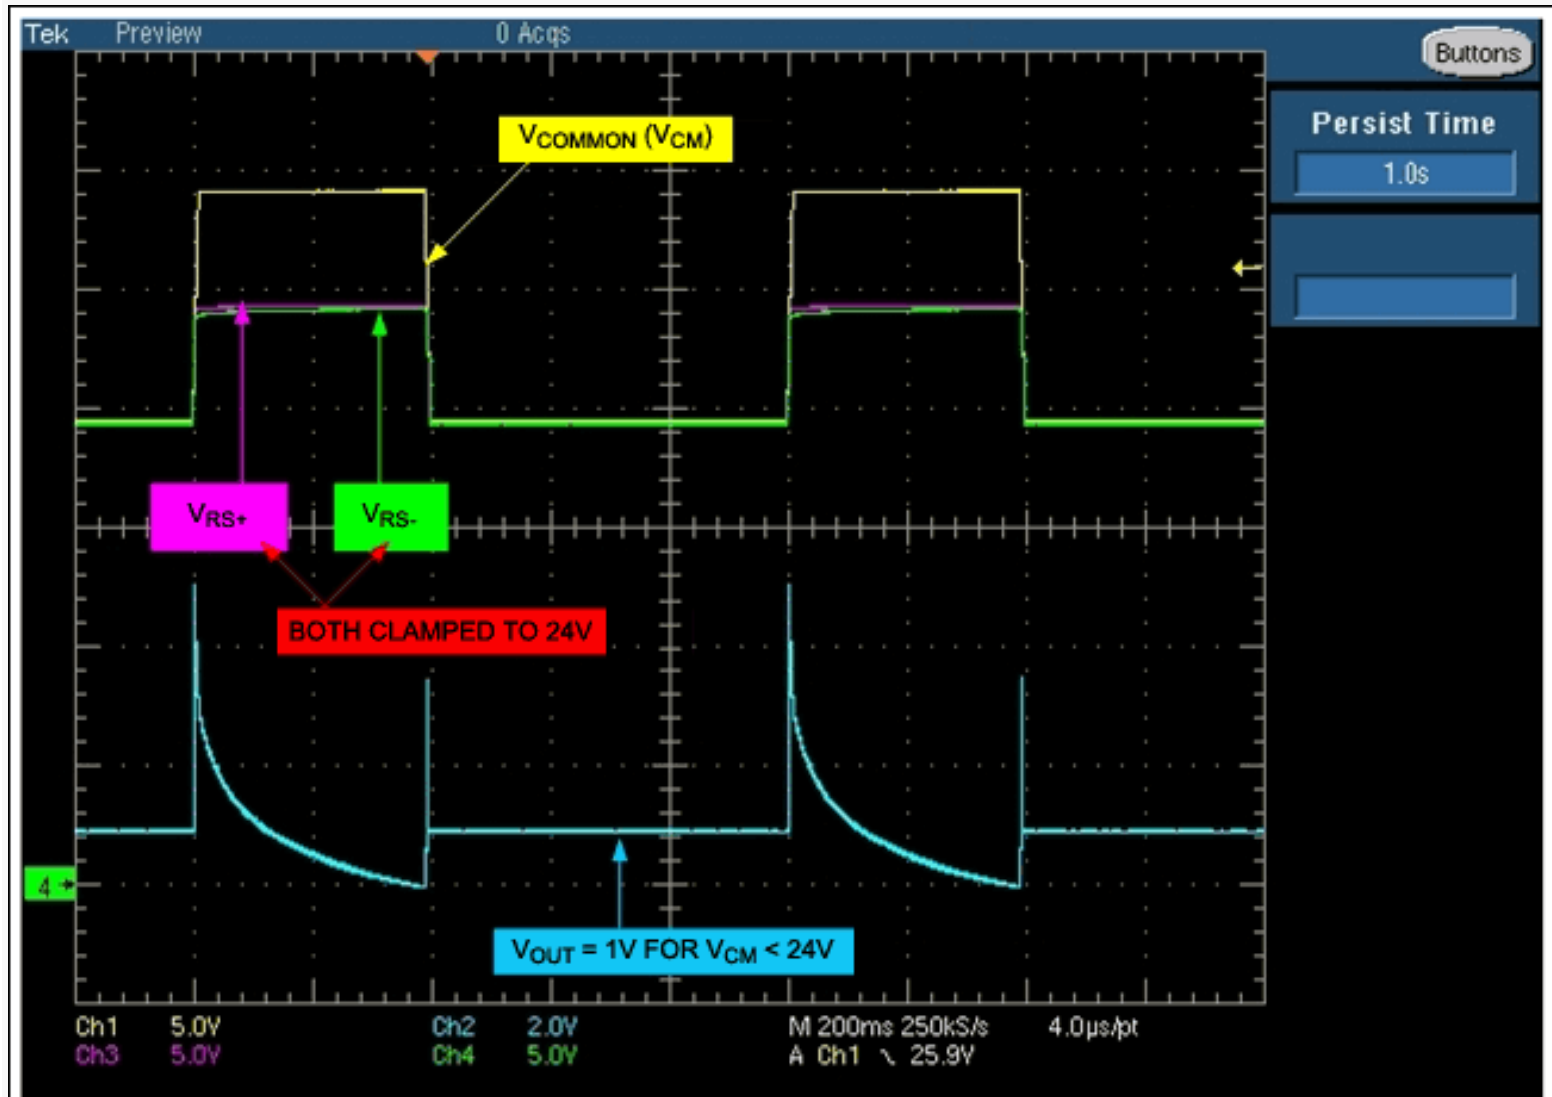 Tek Preview 0 Acqs
Buttons
Persist Time
1.0s
VCOMMON (VCM)
VRS+ VRS-
BOTH CLAMPED TO 24V
4
VOUT = 1V FOR VCM < 24V
Ch1 5.0V Ch2 2.0V M 200ms 250kS/s 4.0µs/pt
Ch3 5.0V Ch4 5.0V A Ch1 25.9V